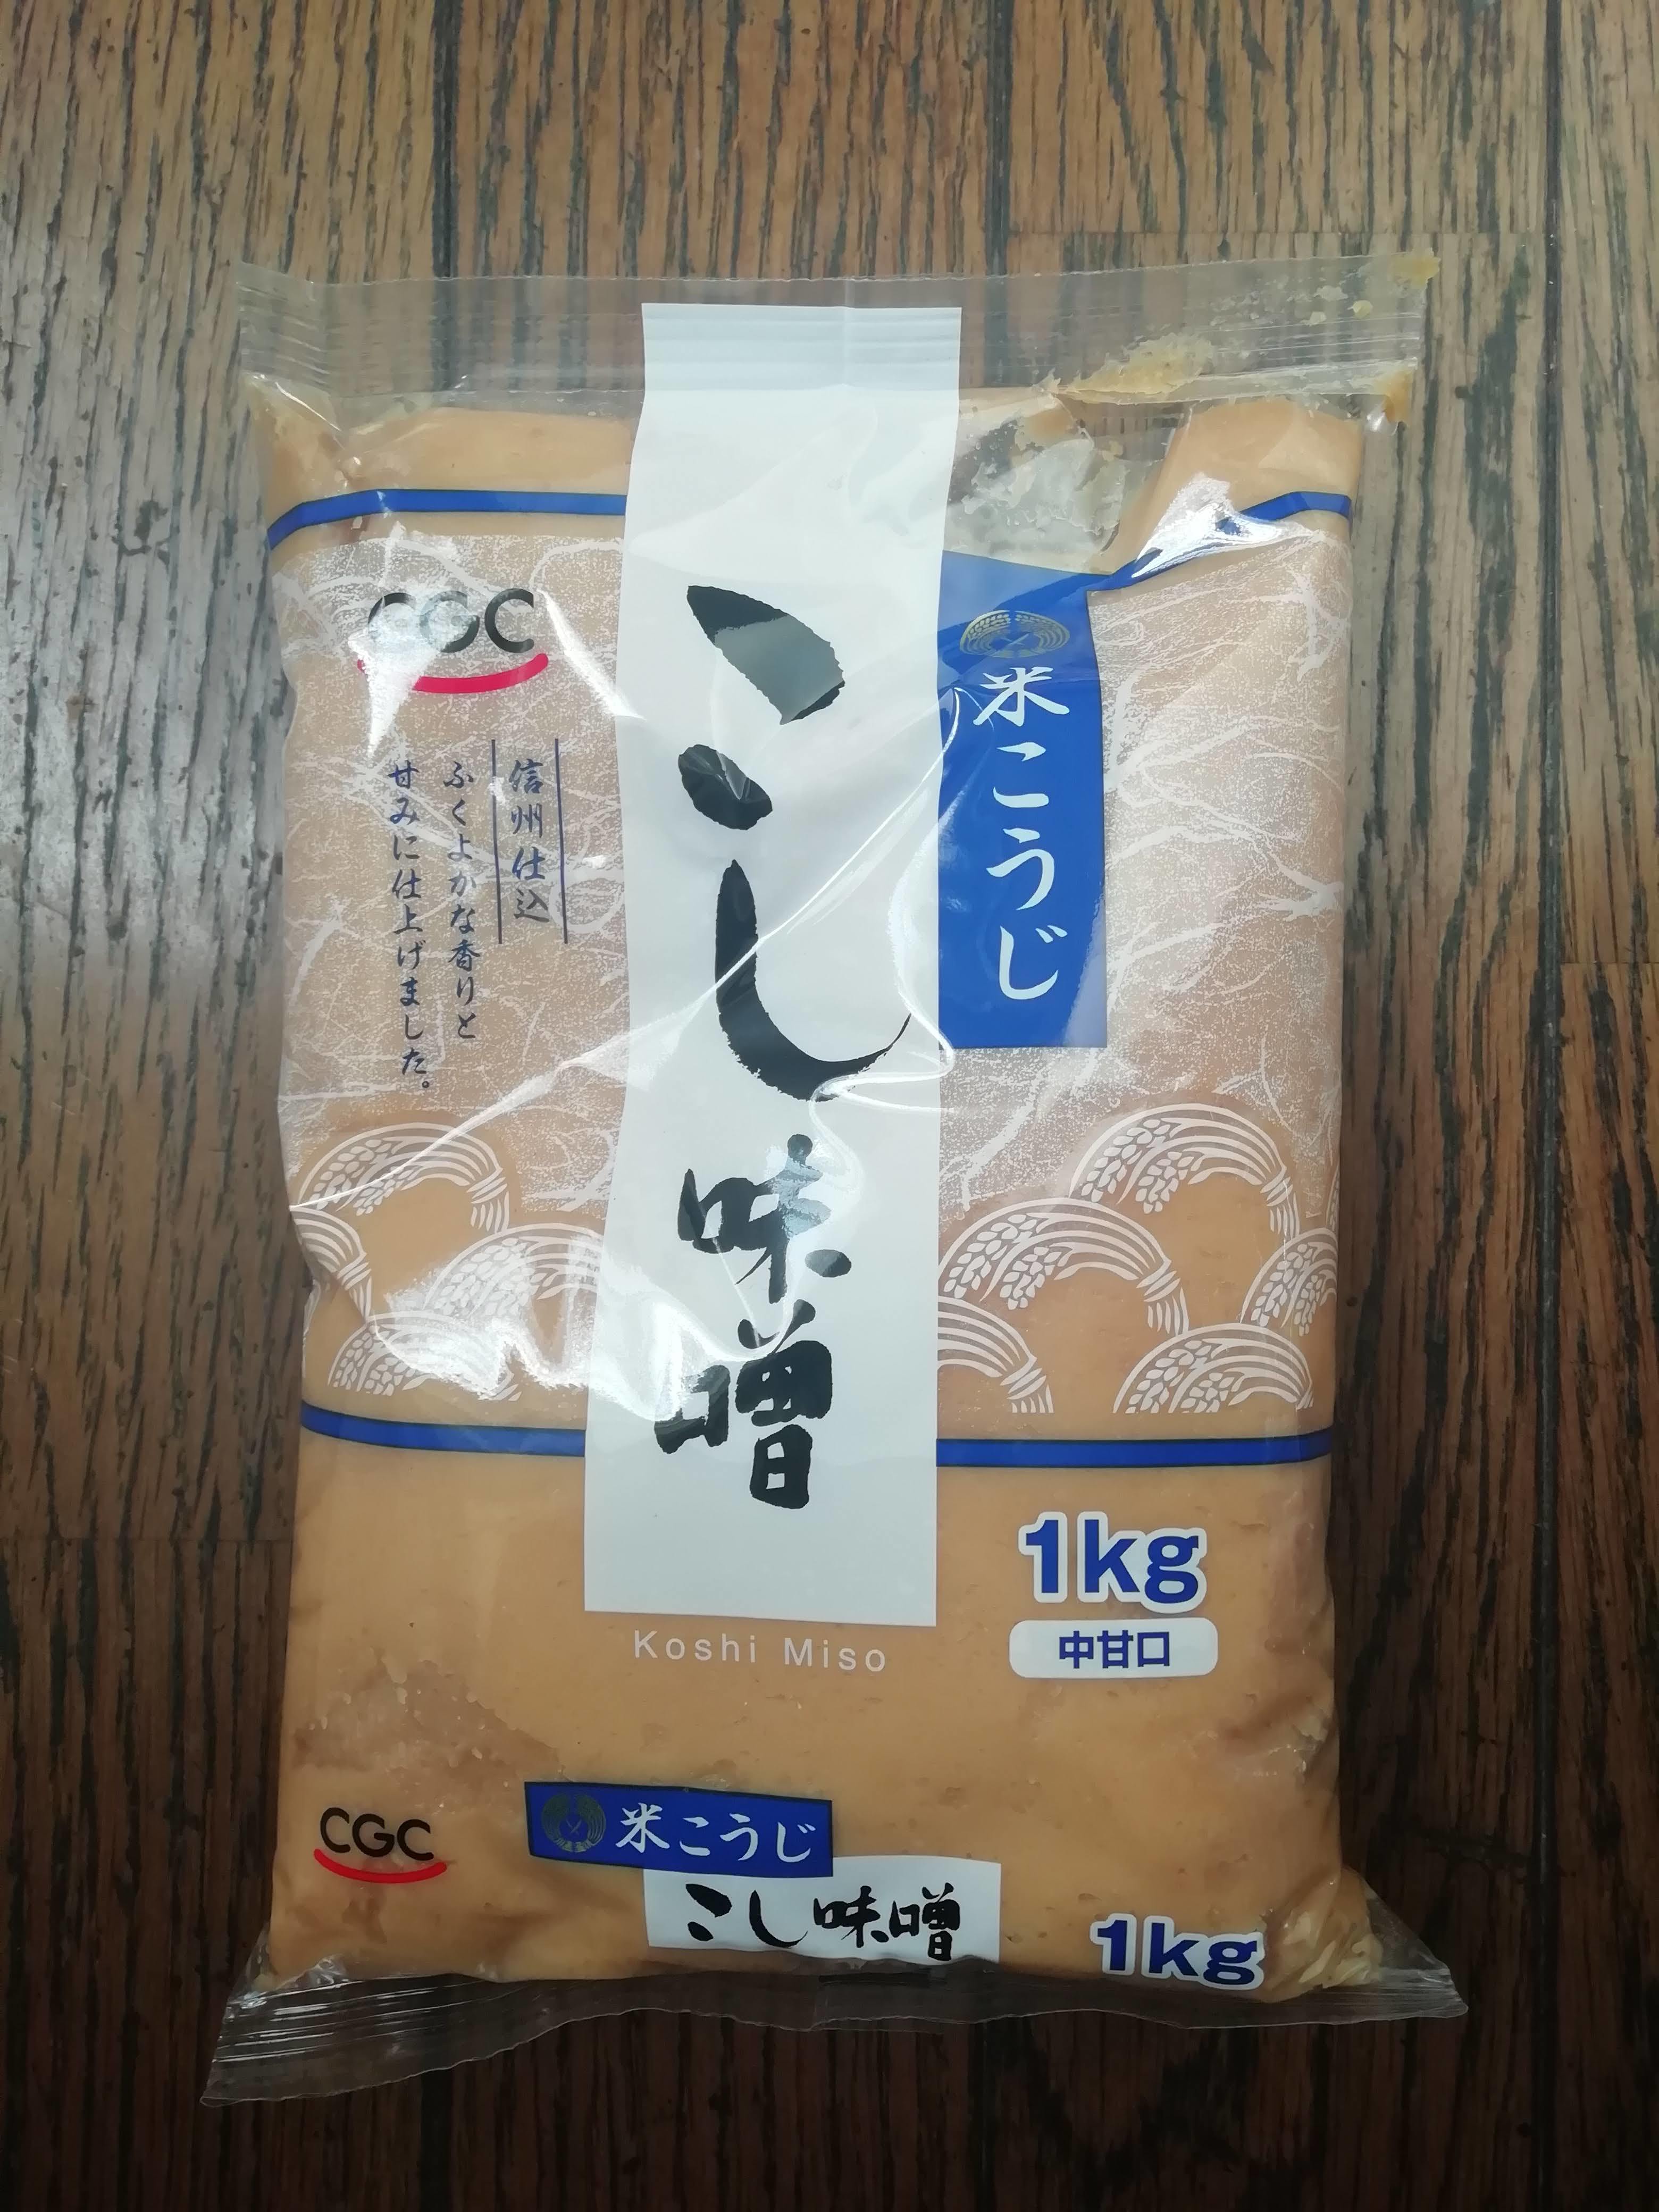 CGC
米こうじ
こし味噌
信州仕込
ふくよかな香りと
甘みに仕上げました。
1kg
中甘口
Koshi Miso
CGC
米こうじ
こし味噌
1kg